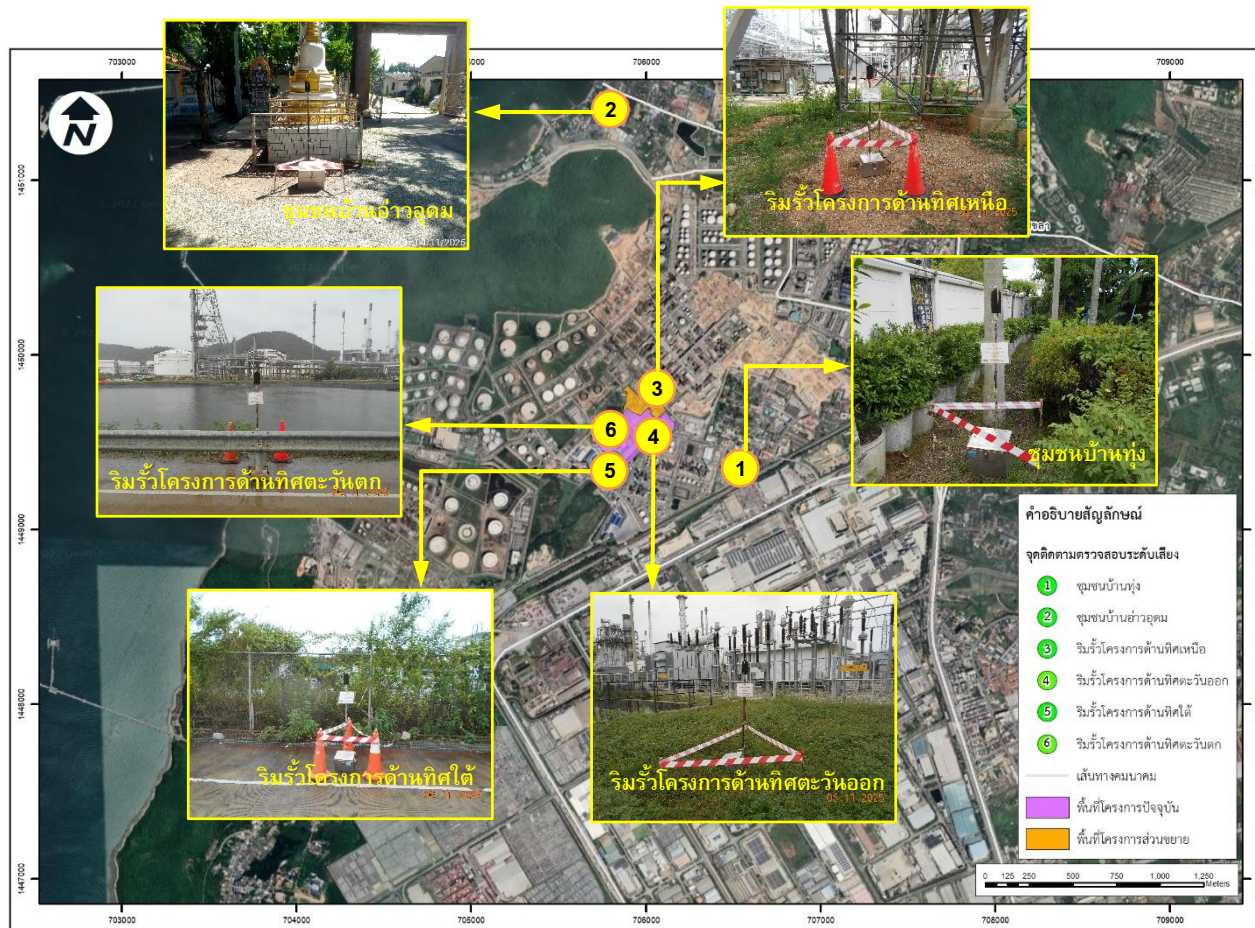 703000
704000
705000
706000
707000
708000
709000
1451000
1450000
1449000
1448000
1447000
N
2
ชุมชนบ้านอ่าวอุดม
04/11/2025
ริมรั้วโครงการด้านทิศเหนือ
ริมรั้วโครงการด้านทิศตะวันตก
ชุมชนบ้านทุ่ง
3
6
4
5
1
ริมรั้วโครงการด้านทิศใต้
ริมรั้วโครงการด้านทิศตะวันออก
05.11.2025
คำอธิบายสัญลักษณ์
จุดติดตามตรวจสอบระดับเสียง
1 ชุมชนบ้านทุ่ง
2 ชุมชนบ้านอ่าวอุดม
3 ริมรั้วโครงการด้านทิศเหนือ
4 ริมรั้วโครงการด้านทิศตะวันออก
5 ริมรั้วโครงการด้านทิศใต้
6 ริมรั้วโครงการด้านทิศตะวันตก
เส้นทางคมนาคม
พื้นที่โครงการปัจจุบัน
พื้นที่โครงการส่วนขยาย
0 125 250 500 750 1,000 1,250
Meters
703000
704000
705000
706000
707000
708000
709000